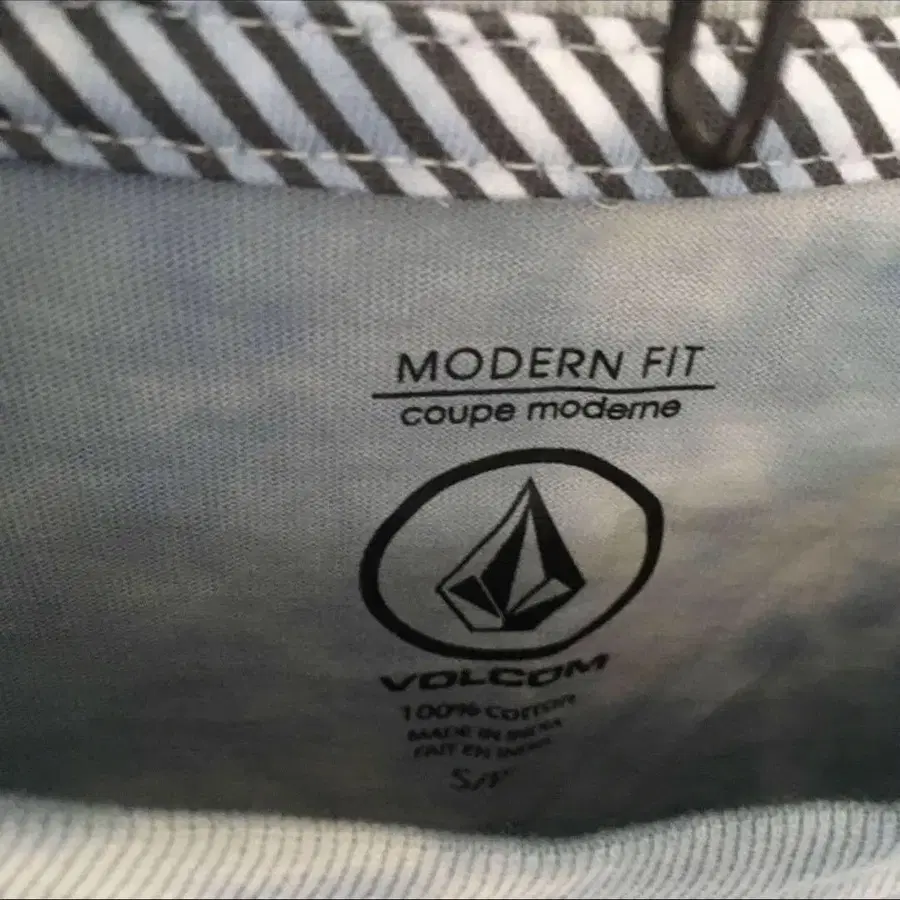 MODERN FIT
coupe moderne
VOLCOM
100% COTTON
MADE IN INDIA
FAIT EN INDE
S/P